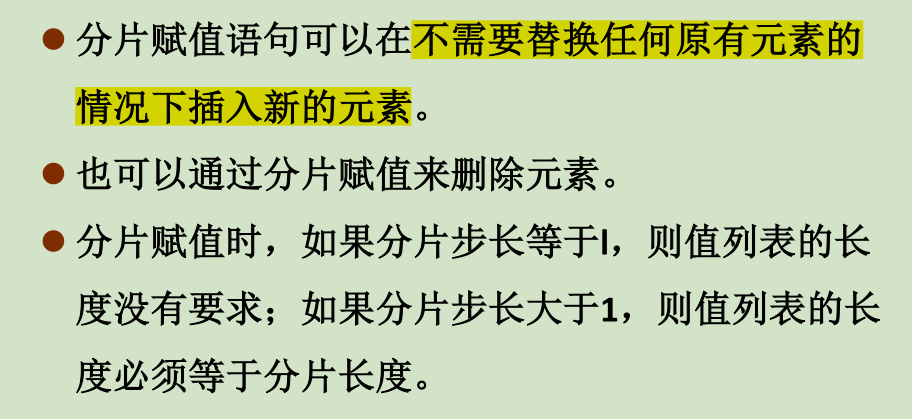 ● 分片赋值语句可以在不需要替换任何原有元素的
情况下插入新的元素。
● 也可以通过分片赋值来删除元素。
● 分片赋值时，如果分片步长等于l，则值列表的长
度没有要求；如果分片步长大于1，则值列表的长
度必须等于分片长度。